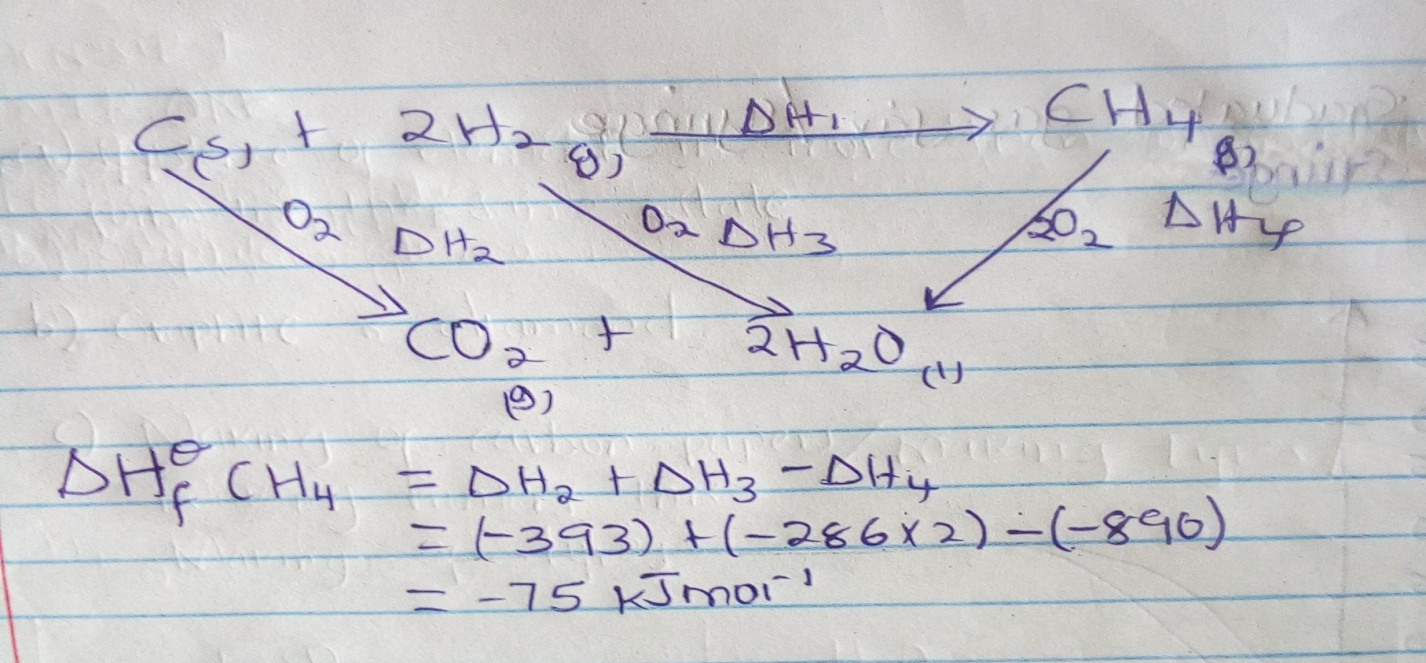 C(s) + 2H₂(g) ΔH₁ → CH₄(g)
O₂ ΔH₂ O₂ ΔH₃ 2O₂ ΔH₄
CO₂(g) + 2H₂O(l)
ΔHf⊖ CH₄ = ΔH₂ + ΔH₃ - ΔH₄
= (-393) + (-286 x 2) - (-890)
= -75 kJmol⁻¹